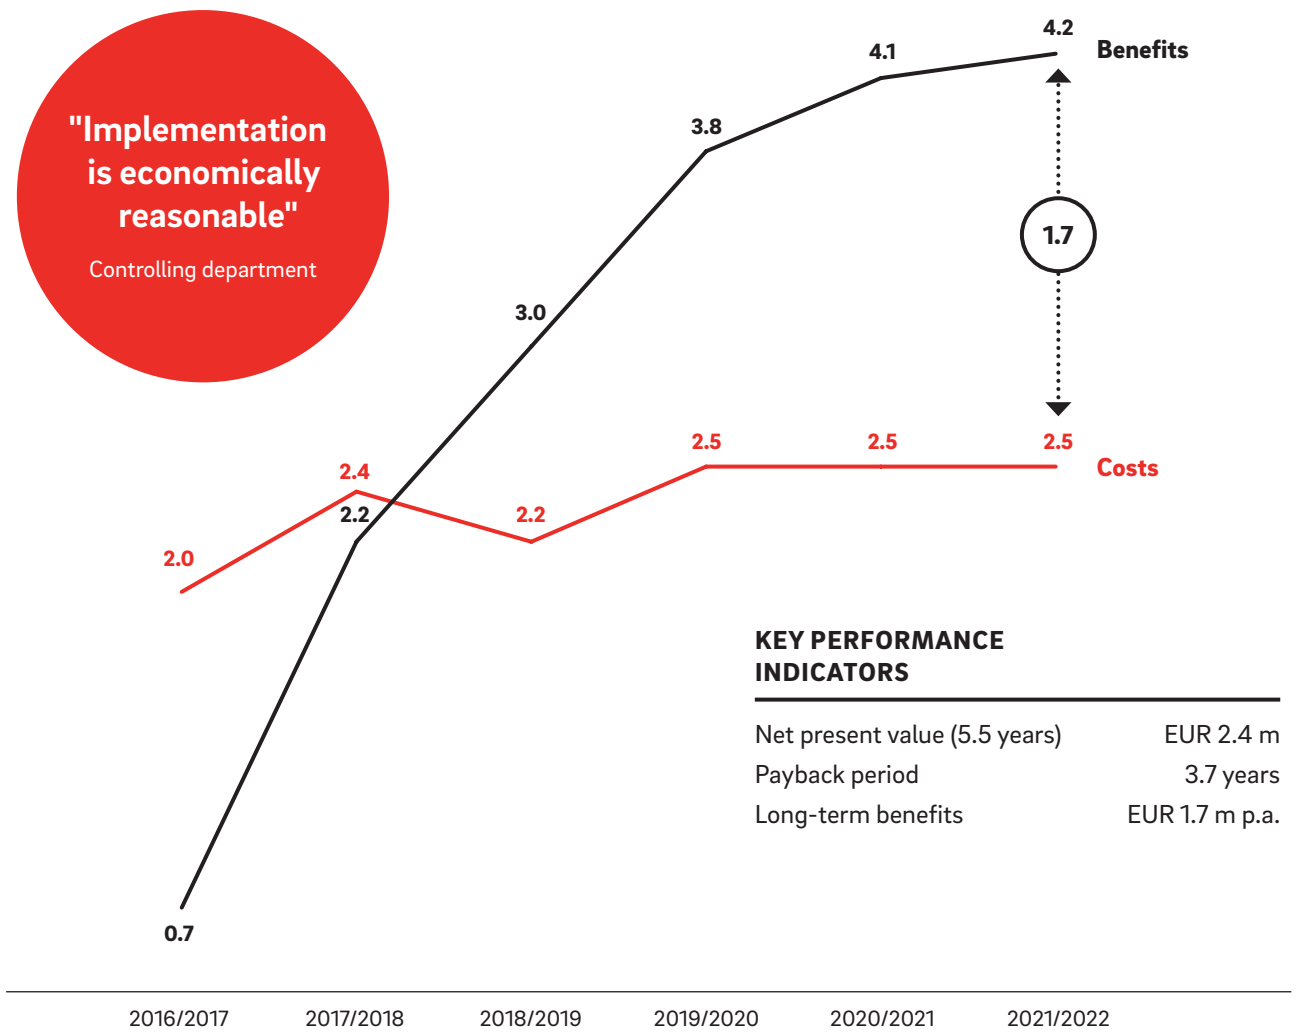 "Implementation
is economically
reasonable"
Controlling department
4.2
Benefits
4.1
3.8
1.7
3.0
2.5
2.5
2.5
Costs
2.4
2.2
2.2
2.0
0.7
KEY PERFORMANCE
INDICATORS
Net present value (5.5 years) EUR 2.4 m
Payback period 3.7 years
Long-term benefits EUR 1.7 m p.a.
2016/2017 2017/2018 2018/2019 2019/2020 2020/2021 2021/2022